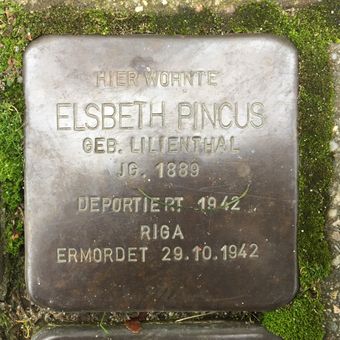 HIER WOHNTE
ELSBETH PINCUS
GEB. LILIENTHAL
JG. 1889
DEPORTIERT 1942
RIGA
ERMORDET 29.10.1942